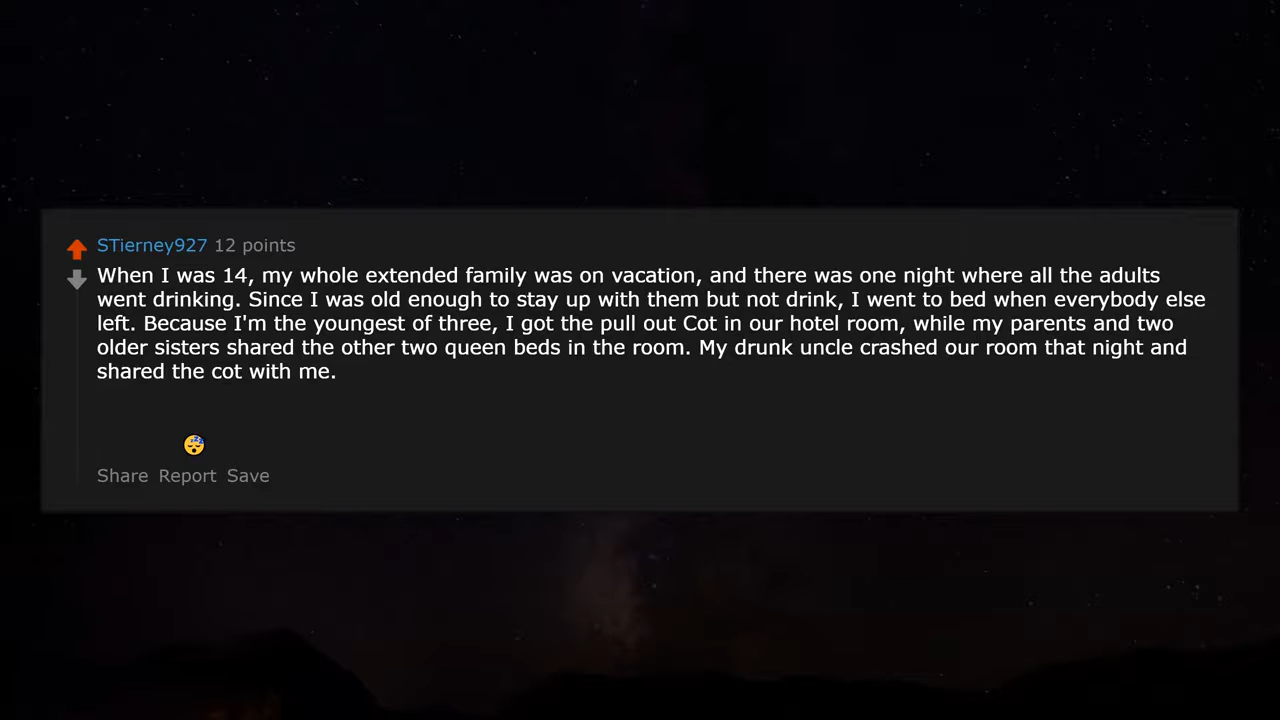 STierney927 12 points
When I was 14, my whole extended family was on vacation, and there was one night where all the adults
went drinking. Since I was old enough to stay up with them but not drink, I went to bed when everybody else
left. Because I'm the youngest of three, I got the pull out Cot in our hotel room, while my parents and two
older sisters shared the other two queen beds in the room. My drunk uncle crashed our room that night and
shared the cot with me.
Share Report Save